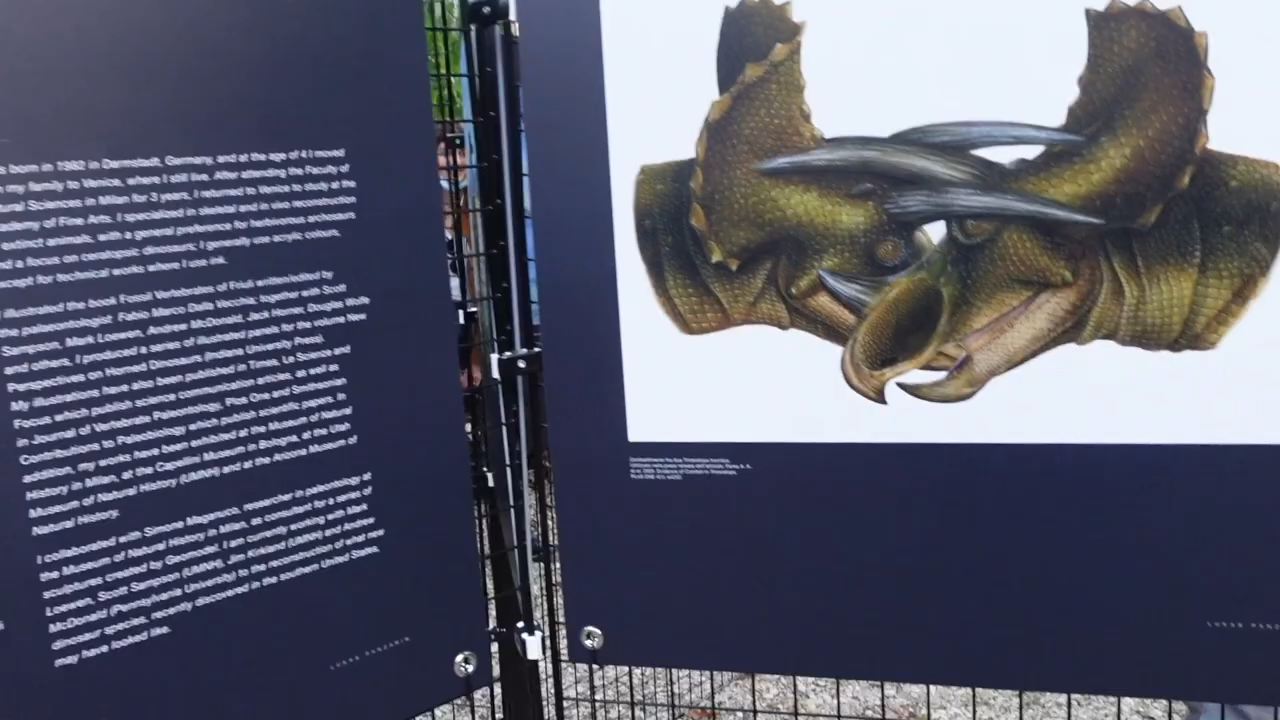 born in 1982 in Darmstadt, Germany, and at the age of 4 I moved
my family to Venice, where I still live. After attending the Faculty of
ural Sciences in Milan for 3 years, I returned to Venice to study at the
demy of Fine Arts. I specialized in skeletal and in vivo reconstruction
extinct animals, with a general preference for herbivorous archosaurs
nd a focus on ceratopsic dinosaurs; I generally use acrylic colours,
xcept for technical works where I use ink.
illustrated the book Fossil Vertebrates of Friuli written/edited by
the palaeontologist Fabio Marco Dalla Vecchia; together with Scott
Sampson, Mark Loewen, Andrew McDonald, Jack Horner, Douglas Wolfe
and others, I produced a series of illustrated panels for the volume New
Perspectives on Horned Dinosaurs (Indiana University Press).
My illustrations have also been published in Times, Le Science and
Focus which publish science communication articles, as well as
in Journal of Vertebrate Paleontology, Plos One and Smithsonian
Contributions to Paleobiology which publish scientific papers. In
addition, my works have been exhibited at the Museum of Natural
History in Milan, at the Capellini Museum in Bologna, at the Utah
Museum of Natural History (UMNH) and at the Arizona Museum of
Natural History.
I collaborated with Simone Maganuco, researcher in paleontology at
the Museum of Natural History in Milan, as consultant for a series of
sculptures created by Geomodel. I am currently working with Mark
Loewen, Scott Sampson (UMNH), Jim Kirkland (UMNH) and Andrew
McDonald (Pennsylvania University) to the reconstruction of what new
dinosaur species, recently discovered in the southern United States,
may have looked like.
LUKAS PANZARIN
LUKAS PANZ